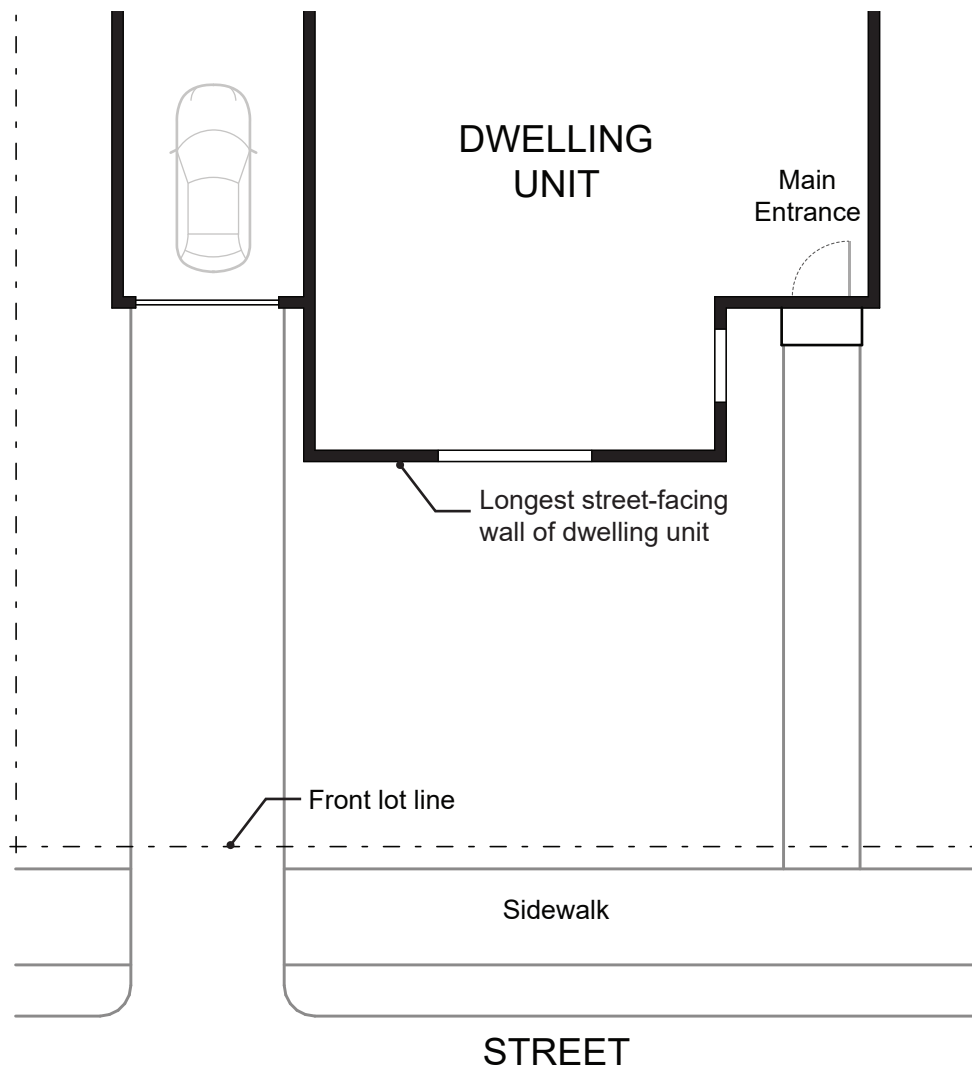 DWELLING
UNIT
Main
Entrance
Longest street-facing
wall of dwelling unit
Front lot line
Sidewalk
STREET